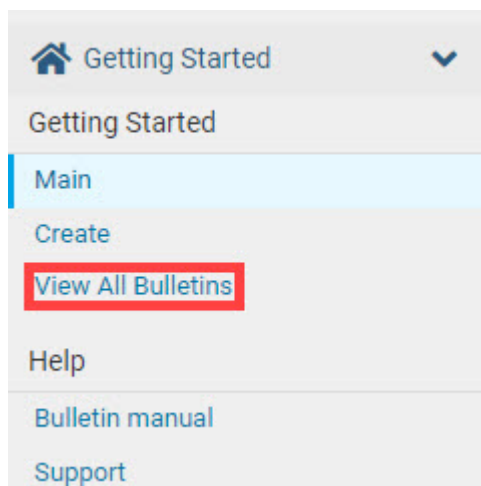 Getting Started
Getting Started
Main
Create
View All Bulletins
Help
Bulletin manual
Support